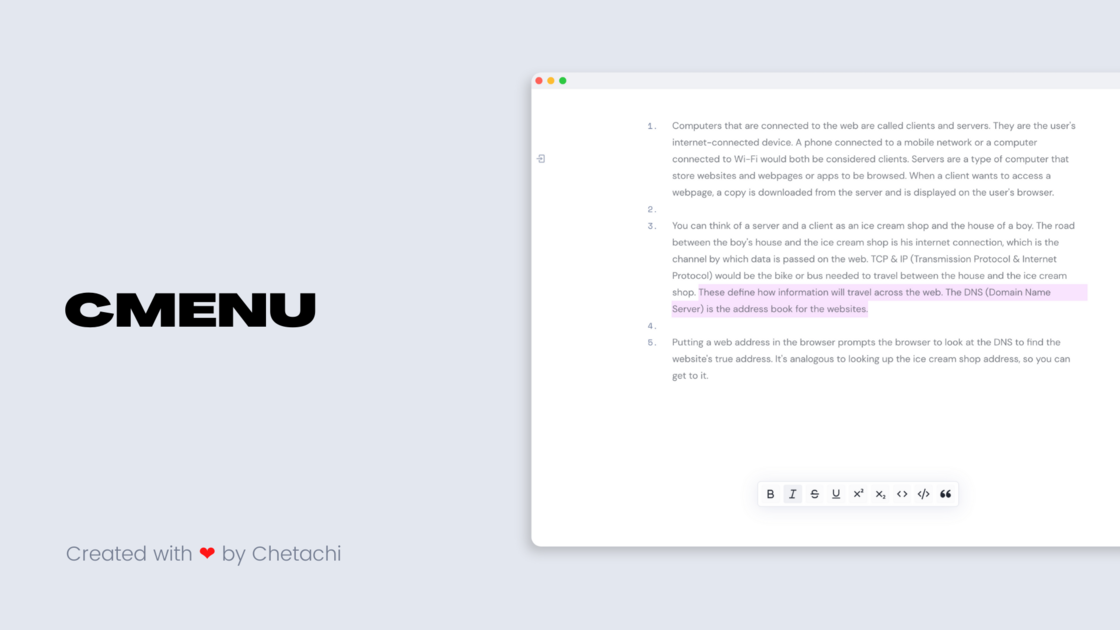 CMENU
Created with ❤ by Chetachi
1. Computers that are connected to the web are called clients and servers. They are the user's
internet-connected device. A phone connected to a mobile network or a computer
connected to Wi-Fi would both be considered clients. Servers are a type of computer that
store websites and webpages or apps to be browsed. When a client wants to access a
webpage, a copy is downloaded from the server and is displayed on the user's browser.
2.
3. You can think of a server and a client as an ice cream shop and the house of a boy. The road
between the boy's house and the ice cream shop is his internet connection, which is the
channel by which data is passed on the web. TCP & IP (Transmission Protocol & Internet
Protocol) would be the bike or bus needed to travel between the house and the ice cream
shop. These define how information will travel across the web. The DNS (Domain Name
Server) is the address book for the websites.
4.
5. Putting a web address in the browser prompts the browser to look at the DNS to find the
website's true address. It's analogous to looking up the ice cream shop address, so you can
get to it.
B I S U x² x₂ <> </> ❝